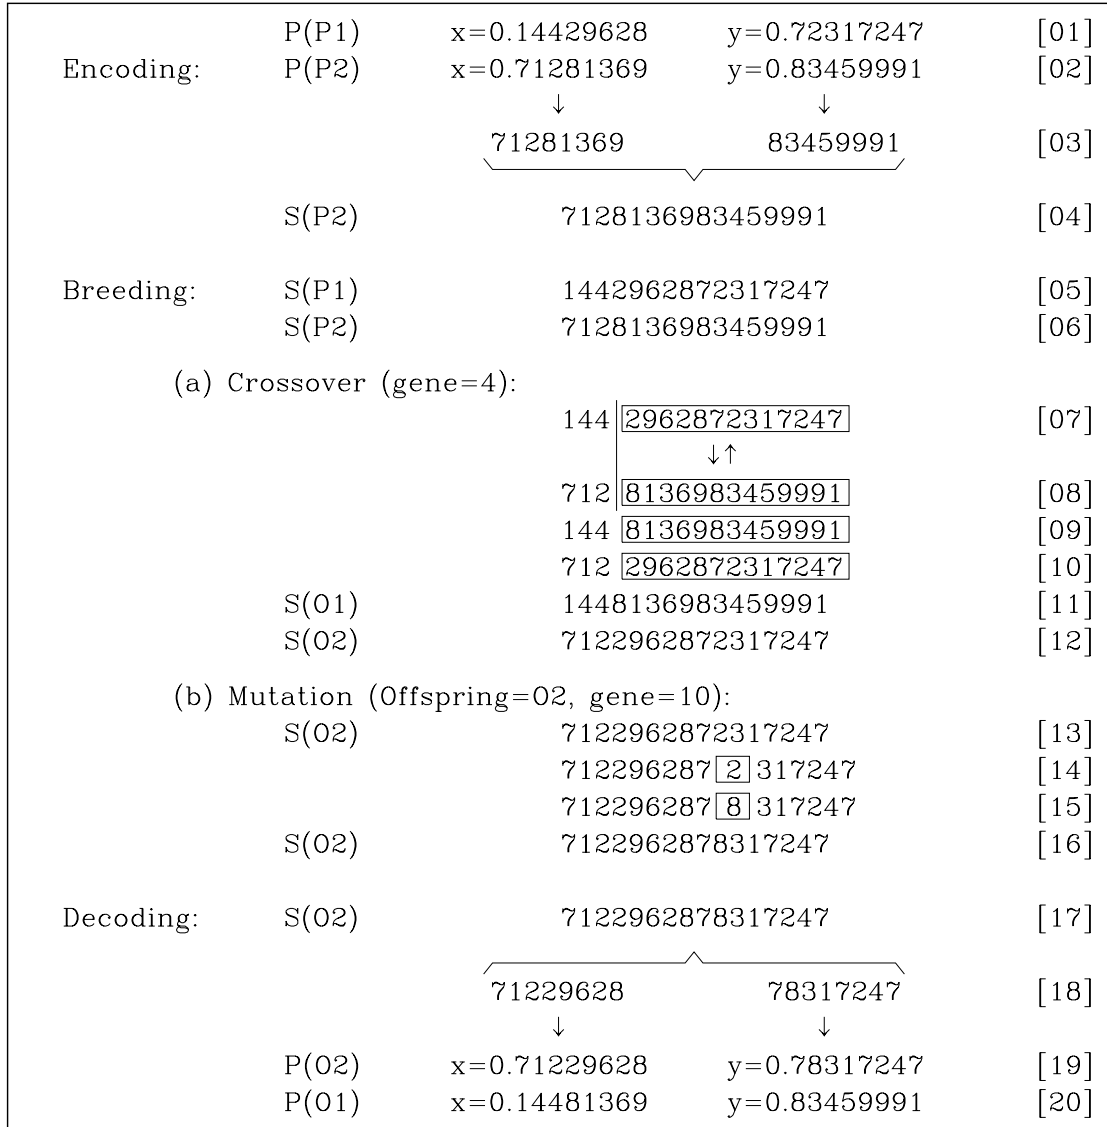 P(P1) x=0.14429628 y=0.72317247 [01]
Encoding: P(P2) x=0.71281369 y=0.83459991 [02]
↓ ↓
71281369 83459991 [03]
S(P2) 7128136983459991 [04]
Breeding: S(P1) 1442962872317247 [05]
S(P2) 7128136983459991 [06]
(a) Crossover (gene=4):
144 2962872317247 [07]
↓↑
712 8136983459991 [08]
144 8136983459991 [09]
712 2962872317247 [10]
S(O1) 1448136983459991 [11]
S(O2) 7122962872317247 [12]
(b) Mutation (Offspring=O2, gene=10):
S(O2) 7122962872317247 [13]
712296287 2 317247 [14]
712296287 8 317247 [15]
S(O2) 7122962878317247 [16]
Decoding: S(O2) 7122962878317247 [17]
71229628 78317247 [18]
↓ ↓
P(O2) x=0.71229628 y=0.78317247 [19]
P(O1) x=0.14481369 y=0.83459991 [20]